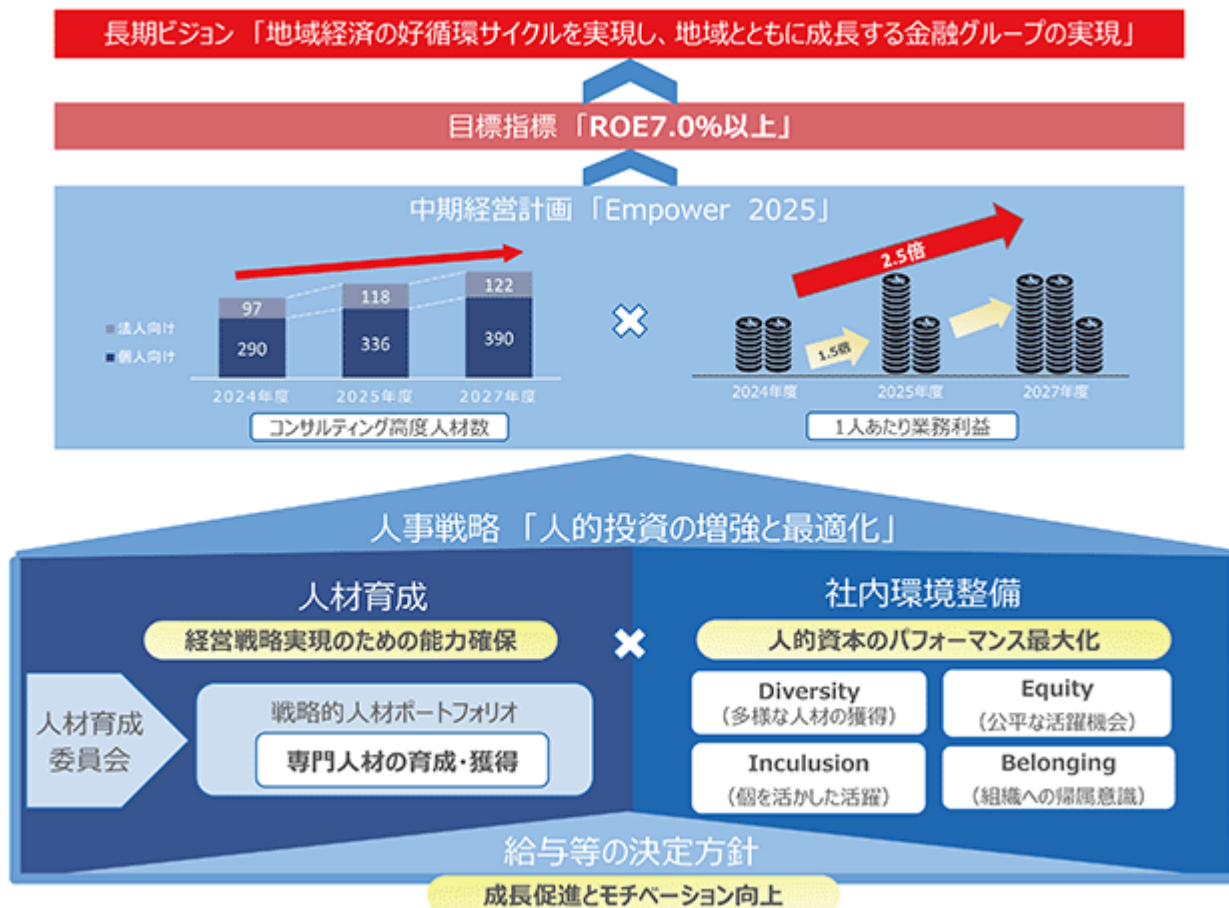 長期ビジョン 「地域経済の好循環サイクルを実現し、地域とともに成長する金融グループの実現」
目標指標 「ROE7.0%以上」
中期経営計画 「Empower 2025」
法人向け
個人向け
97
118
122
290
336
390
2024年度
2025年度
2027年度
コンサルティング高度人材数
2.5倍
1.5倍
2024年度
2025年度
2027年度
1人あたり業務利益
人事戦略 「人的投資の増強と最適化」
人材育成
経営戦略実現のための能力確保
人材育成
委員会
戦略的人材ポートフォリオ
専門人材の育成・獲得
社内環境整備
人的資本のパフォーマンス最大化
Diversity
(多様な人材の獲得)
Equity
(公平な活躍機会)
Inculusion
(個を活かした活躍)
Belonging
(組織への帰属意識)
給与等の決定方針
成長促進とモチベーション向上